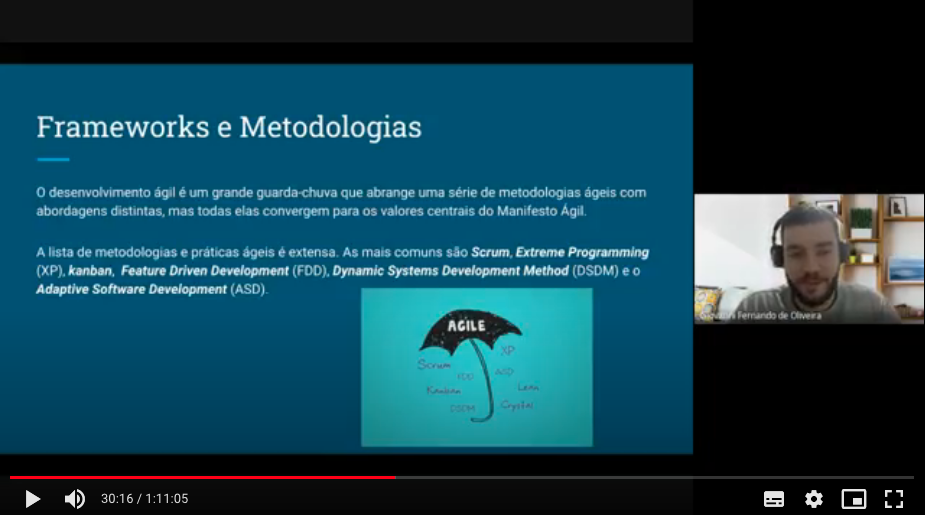 Frameworks e Metodologias
O desenvolvimento ágil é um grande guarda-chuva que abrange uma série de metodologias ágeis com
abordagens distintas, mas todas elas convergem para os valores centrais do Manifesto Ágil.
A lista de metodologias e práticas ágeis é extensa. As mais comuns são Scrum, Extreme Programming
(XP), kanban, Feature Driven Development (FDD), Dynamic Systems Development Method (DSDM) e o
Adaptive Software Development (ASD).
AGILE
XP
Scrum
FDD
ASD
Kanban
Lean
DSDM
Crystal
Giovanni Fernando de Oliveira
30:16 / 1:11:05